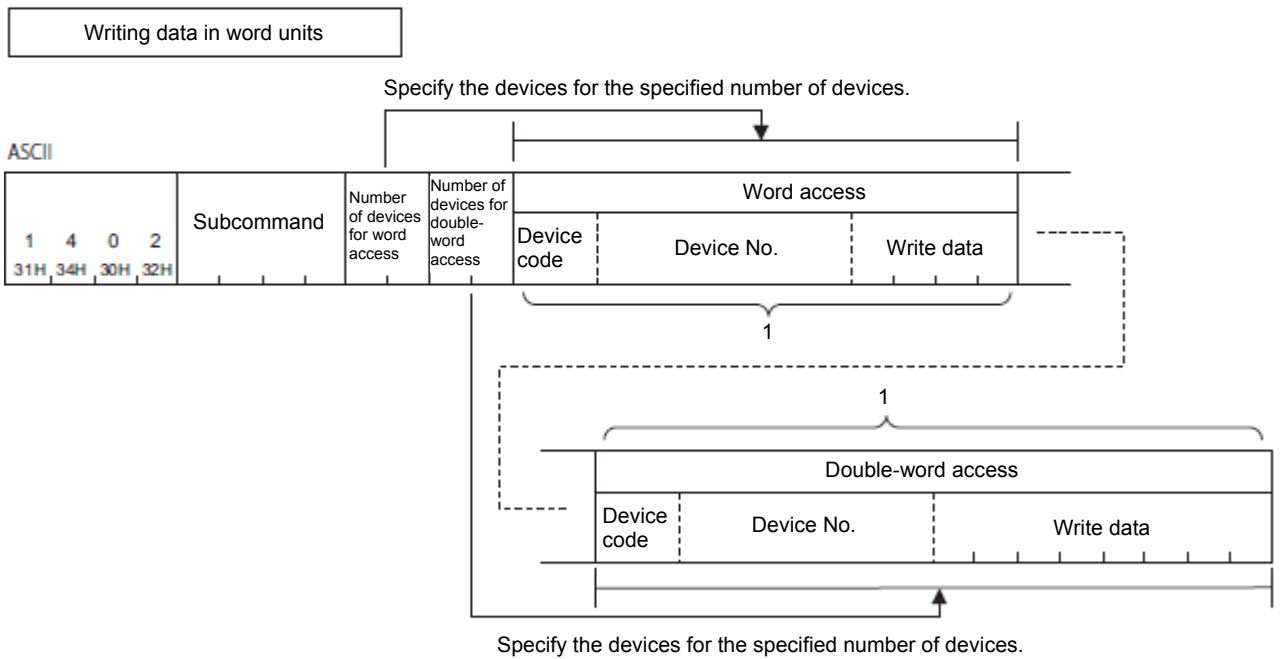 Writing data in word units
Specify the devices for the specified number of devices.
ASCII
1 4 0 2
31H 34H 30H 32H
Subcommand
Number
of devices
for word
access
Number of
devices for
double-
word
access
Word access
Device
code
Device No.
Write data
1
1
Double-word access
Device
code
Device No.
Write data
Specify the devices for the specified number of devices.